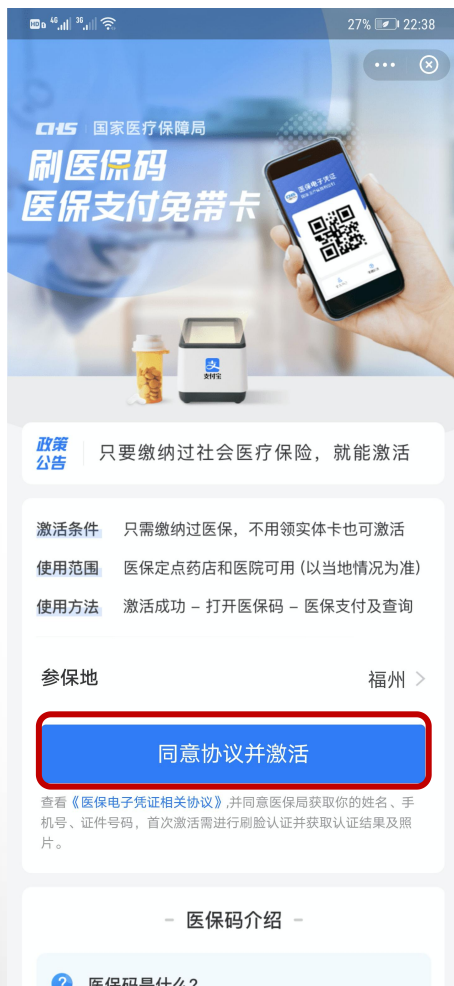 HD 4G 3G 27% 22:38
CHS 国家医疗保障局
刷医保码
医保支付免带卡
医保电子凭证
支付宝
政策
公告
只要缴纳过社会医疗保险，就能激活
激活条件 只需缴纳过医保，不用领实体卡也可激活
使用范围 医保定点药店和医院可用 (以当地情况为准)
使用方法 激活成功 – 打开医保码 – 医保支付及查询
参保地 福州 >
同意协议并激活
查看《医保电子凭证相关协议》,并同意医保局获取你的姓名、手
机号、证件号码，首次激活需进行刷脸认证并获取认证结果及照
片。
– 医保码介绍 –
? 医保码是什么?